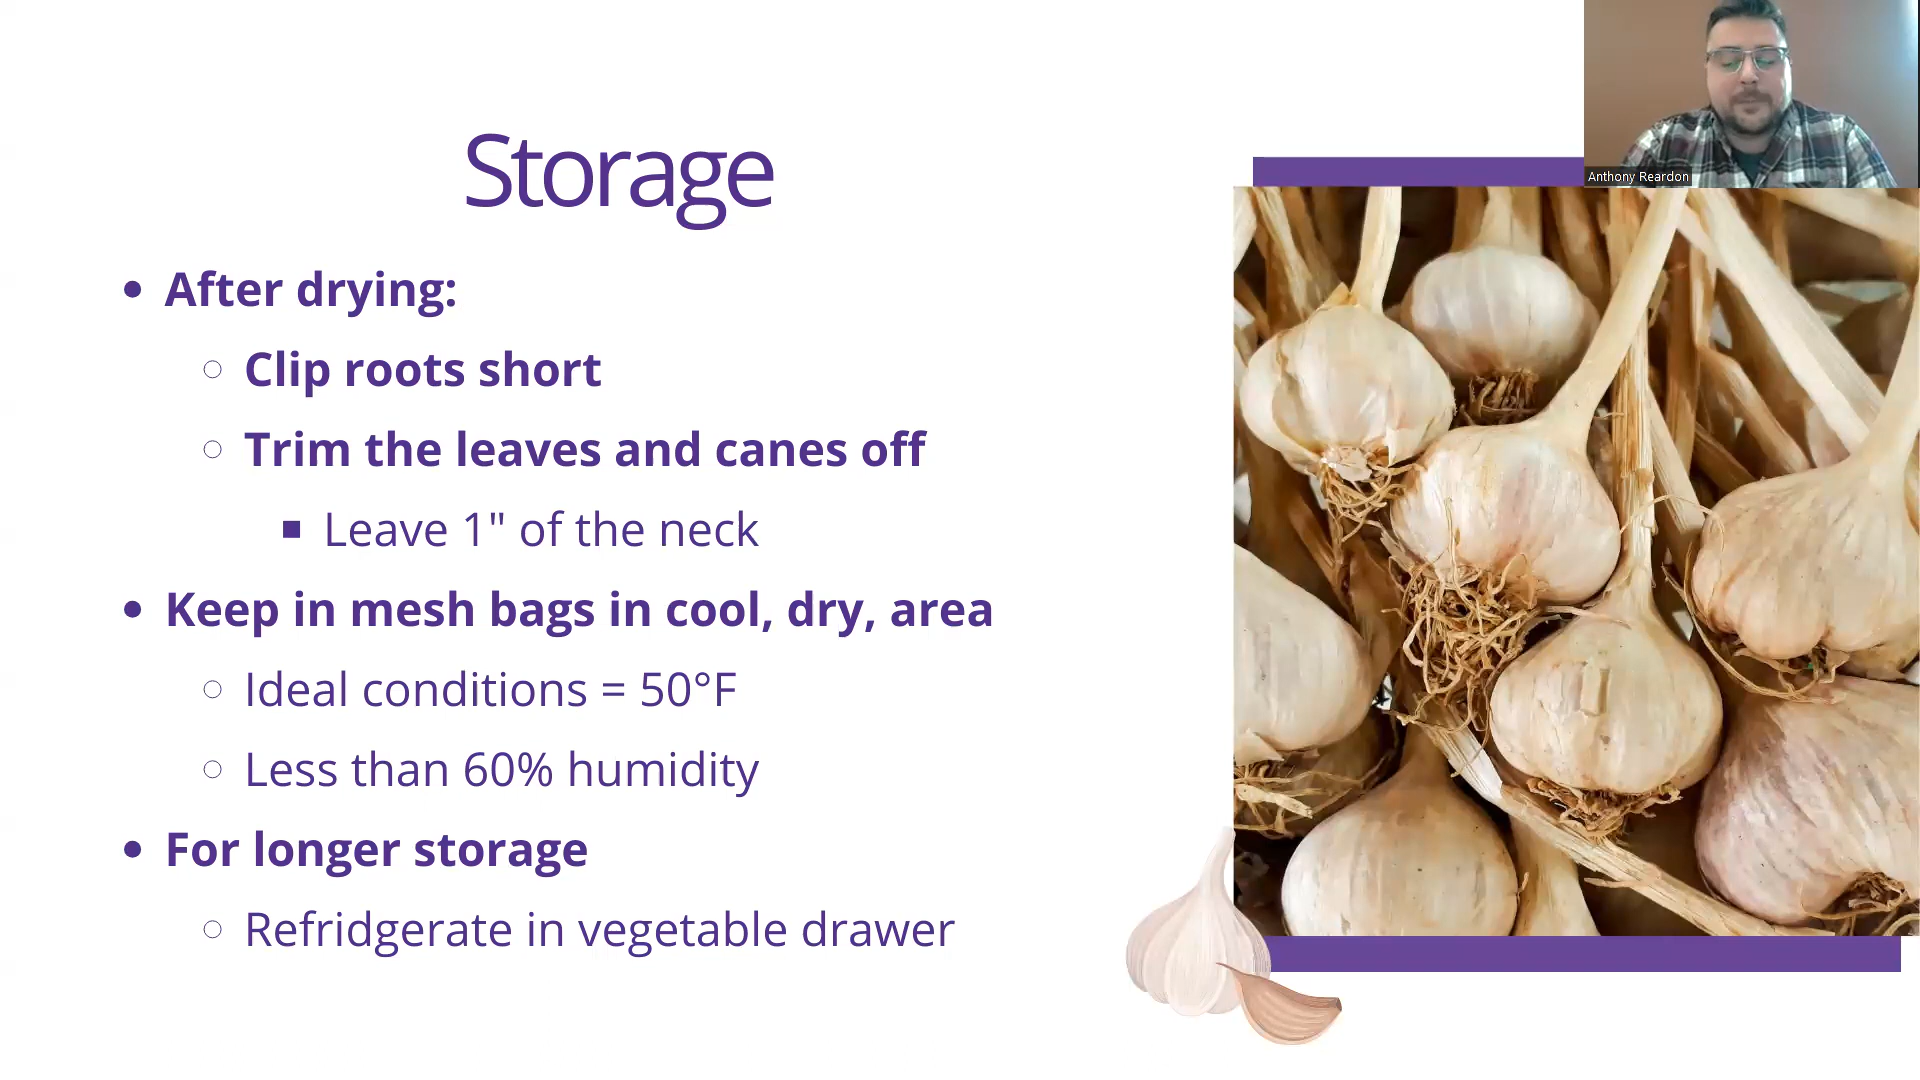 Storage
After drying:
Clip roots short
Trim the leaves and canes off
Leave 1" of the neck
Keep in mesh bags in cool, dry, area
Ideal conditions = 50°F
Less than 60% humidity
For longer storage
Refridgerate in vegetable drawer
Anthony Reardon